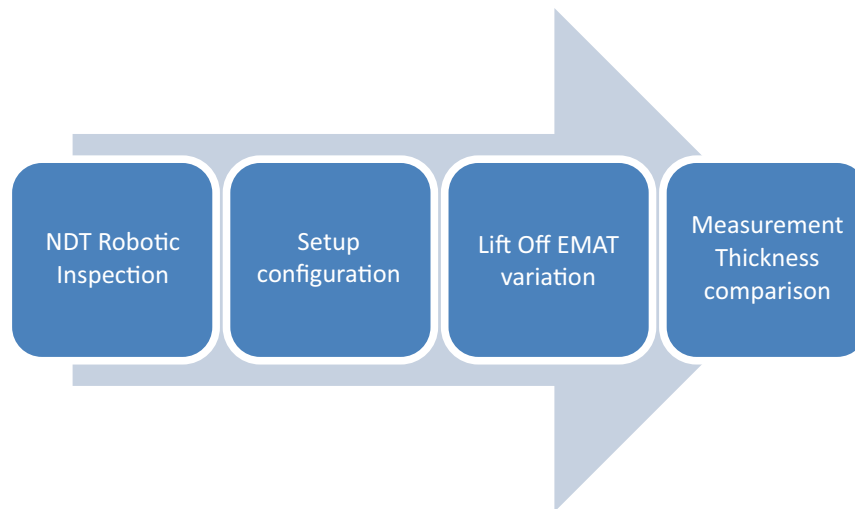 NDT Robotic
Inspection
Setup
configuration
Lift Off EMAT
variation
Measurement
Thickness
comparison